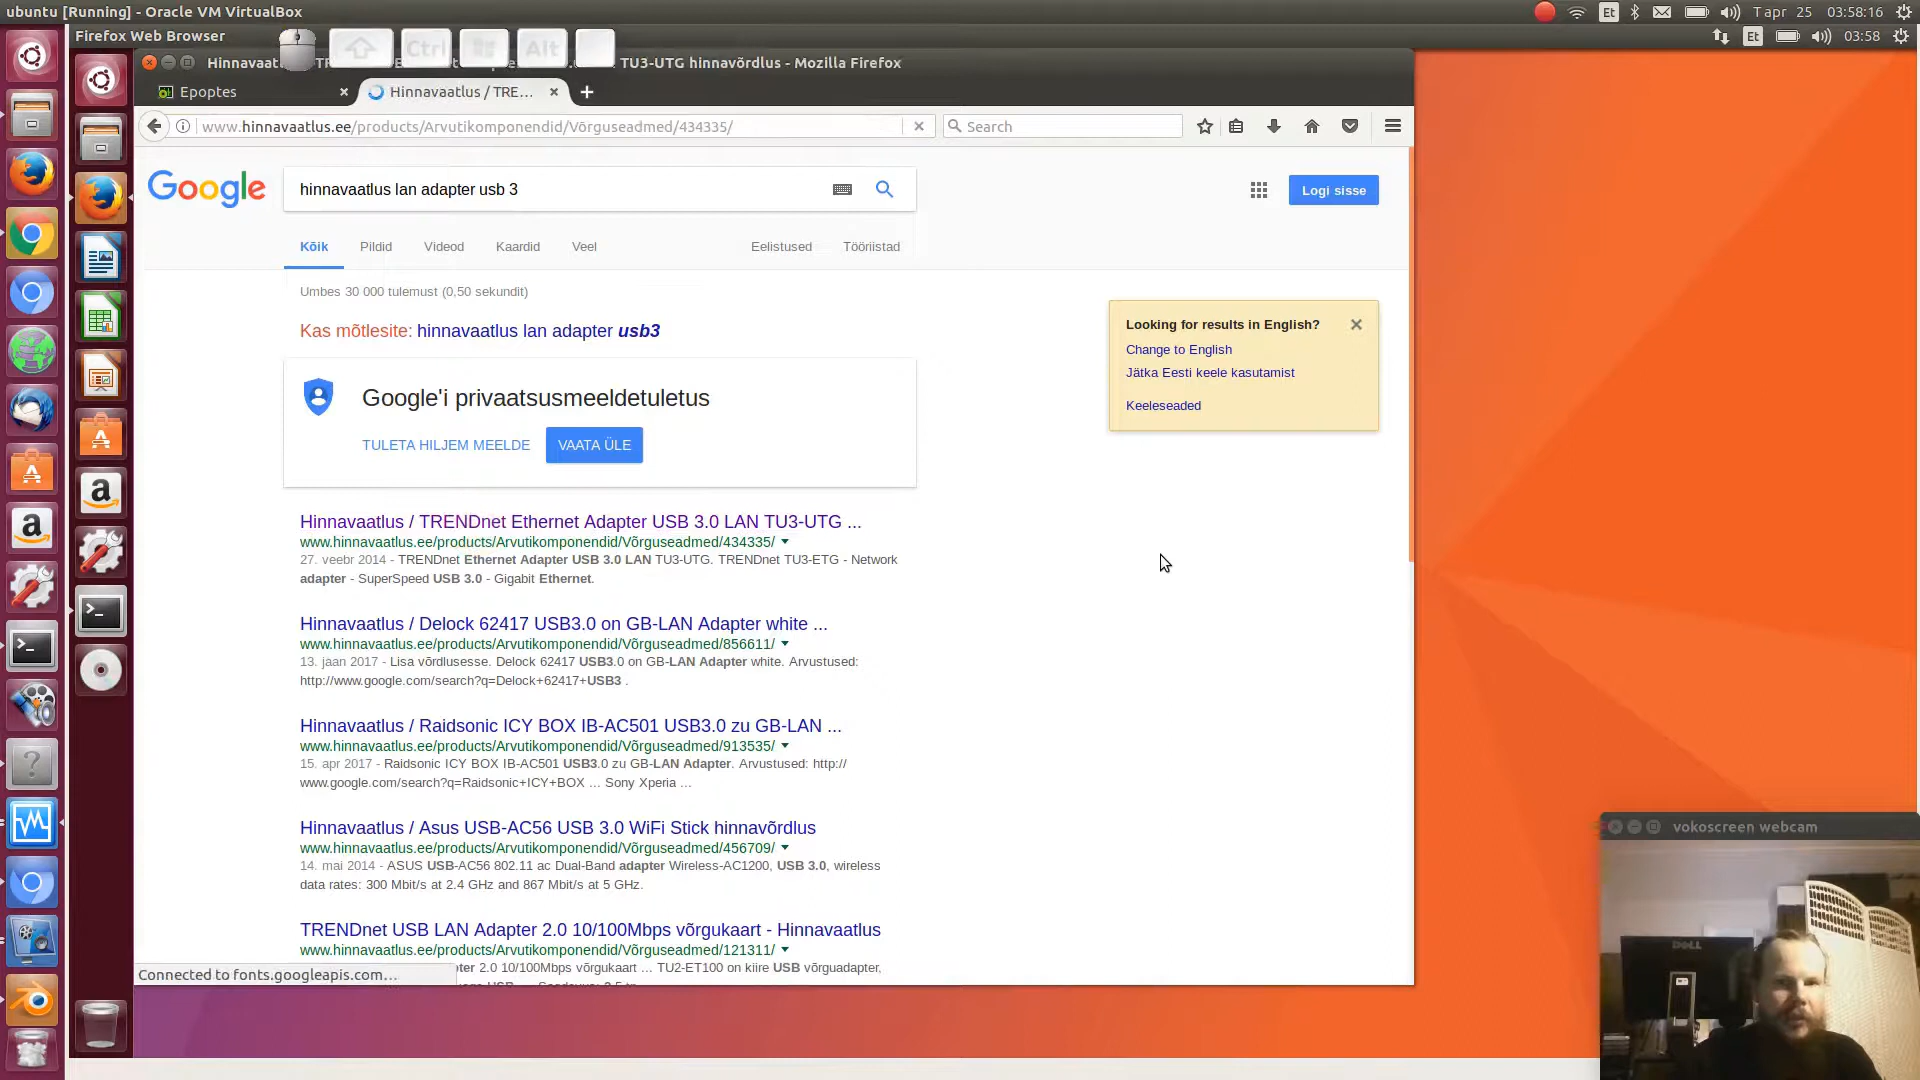 ubuntu [Running] - Oracle VM VirtualBox
Et
T apr 25 03:58:16
Firefox Web Browser
Ctrl
Alt
Et
03:58
Hinnavaat
TU3-UTG hinnavõrdlus - Mozilla Firefox
Epoptes
Hinnavaatlus / TRE...
www.hinnavaatlus.ee/products/Arvutikomponendid/Võrguseadmed/434335/
Search
Google
hinnavaatlus lan adapter usb 3
Logi sisse
Kõik
Pildid
Videod
Kaardid
Veel
Eelistused
Tööriistad
Umbes 30 000 tulemust (0,50 sekundit)
Kas mõtlesite: hinnavaatlus lan adapter usb3
Looking for results in English?
Change to English
Jätka Eesti keele kasutamist
Keeleseaded
Google'i privaatsusmeeldetuletus
TULETA HILJEM MEELDE
VAATA ÜLE
Hinnavaatlus / TRENDnet Ethernet Adapter USB 3.0 LAN TU3-UTG ...
www.hinnavaatlus.ee/products/Arvutikomponendid/Võrguseadmed/434335/
27. veebr 2014 - TRENDnet Ethernet Adapter USB 3.0 LAN TU3-UTG. TRENDnet TU3-ETG - Network
adapter - SuperSpeed USB 3.0 - Gigabit Ethernet.
Hinnavaatlus / Delock 62417 USB3.0 on GB-LAN Adapter white ...
www.hinnavaatlus.ee/products/Arvutikomponendid/Võrguseadmed/856611/
13. jaan 2017 - Lisa võrdlusesse. Delock 62417 USB3.0 on GB-LAN Adapter white. Arvustused:
http://www.google.com/search?q=Delock+62417+USB3 .
Hinnavaatlus / Raidsonic ICY BOX IB-AC501 USB3.0 zu GB-LAN ...
www.hinnavaatlus.ee/products/Arvutikomponendid/Võrguseadmed/913535/
15. apr 2017 - Raidsonic ICY BOX IB-AC501 USB3.0 zu GB-LAN Adapter. Arvustused: http://
www.google.com/search?q=Raidsonic+ICY+BOX ... Sony Xperia ...
Hinnavaatlus / Asus USB-AC56 USB 3.0 WiFi Stick hinnavõrdlus
www.hinnavaatlus.ee/products/Arvutikomponendid/Võrguseadmed/456709/
14. mai 2014 - ASUS USB-AC56 802.11 ac Dual-Band adapter Wireless-AC1200, USB 3.0, wireless
data rates: 300 Mbit/s at 2.4 GHz and 867 Mbit/s at 5 GHz.
TRENDnet USB LAN Adapter 2.0 10/100Mbps võrgukaart - Hinnavaatlus
www.hinnavaatlus.ee/products/Arvutikomponendid/Võrguseadmed/121311/
2.0 10/100Mbps võrgukaart ... TU2-ET100 on kiire USB võrguadapter,
Connected to fonts.googleapis.com...
vokoscreen webcam
DELL